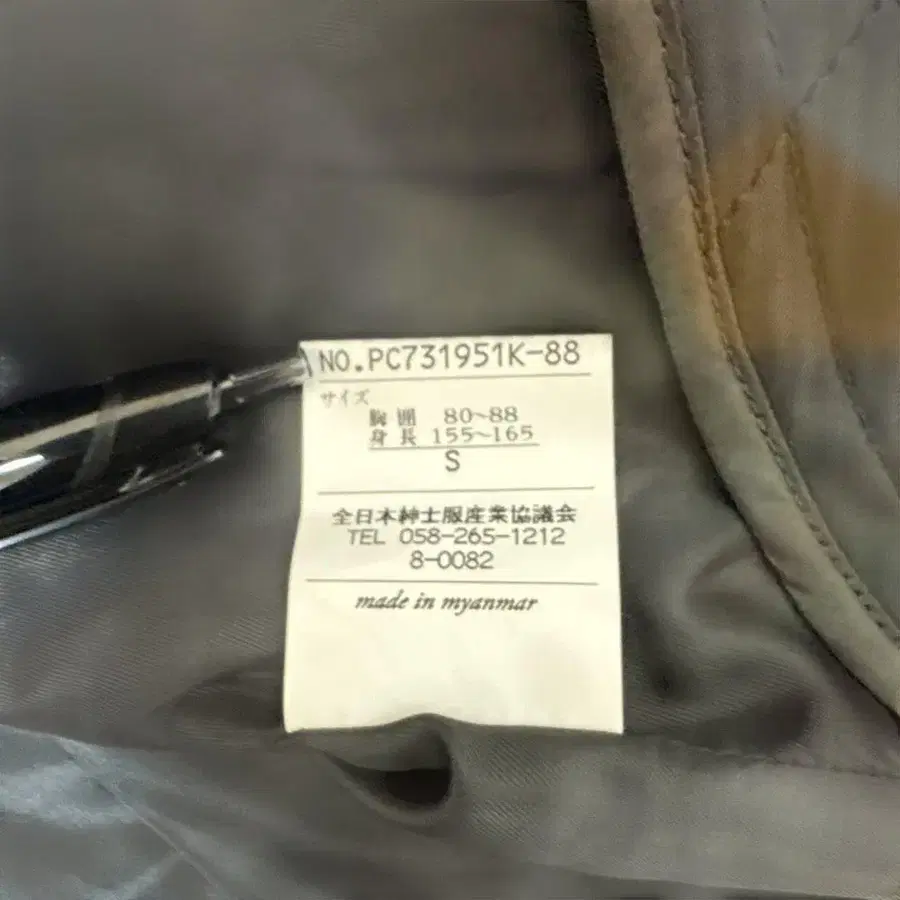 NO.PC731951K-88
サイズ
胸囲 80~88
身長 155~165
S
全日本紳士服産業協議会
TEL 058-265-1212
8-0082
made in myanmar